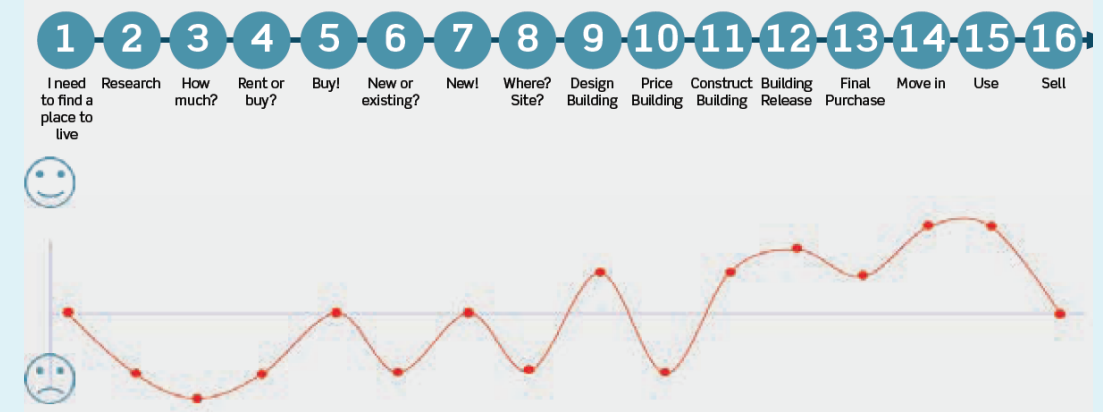 1 2 3 4 5 6 7 8 9 10 11 12 13 14 15 16
I need
to find a
place to
live
Research
How
much?
Rent or
buy?
Buy!
New or
existing?
New!
Where?
Site?
Design
Building
Price
Building
Construct
Building
Building
Release
Final
Purchase
Move in
Use
Sell